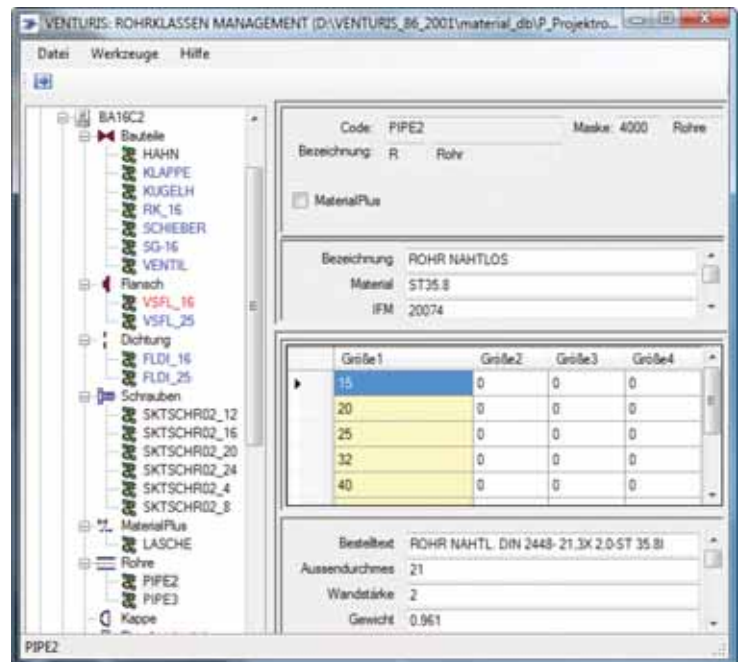 VENTURIS: ROHRKLASSEN MANAGEMENT (D:\VENTURIS_86_2001\material_db\P_Projektro...
Datei Werkzeuge Hilfe
BA16C2
Bauteile
HAHN
KLAPPE
KUGELH
RK_16
SCHIEBER
SG-16
VENTIL
Flansch
VSFL_16
VSFL_25
Dichtung
FLDI_16
FLDI_25
Schrauben
SKTSCHR02_12
SKTSCHR02_16
SKTSCHR02_20
SKTSCHR02_24
SKTSCHR02_4
SKTSCHR02_8
MaterialPlus
LASCHE
Rohre
PIPE2
PIPE3
Kappe
Code: PIPE2 Maske: 4000 Rohre
Bezeichnung: R Rohr
MaterialPlus
Bezeichnung ROHR NAHTLOS
Material ST35.8
IFM 20074
Größe1 Größe2 Größe3 Größe4
15 0 0 0
20 0 0 0
25 0 0 0
32 0 0 0
40 0 0 0
Bestelltext ROHR NAHTL. DIN 2448- 21,3X 2,0-ST 35.8I
Aussendurchmes 21
Wandstärke 2
Gewicht 0.961
PIPE2